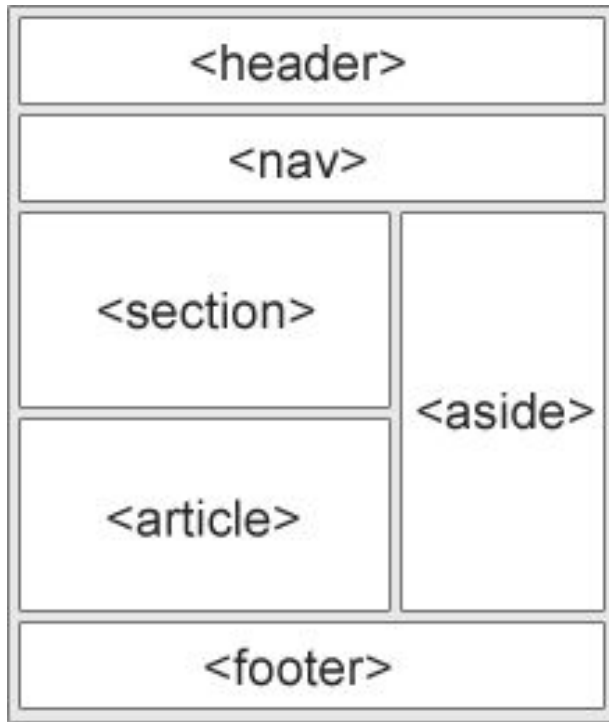 <header>
<nav>
<section>
<aside>
<article>
<footer>